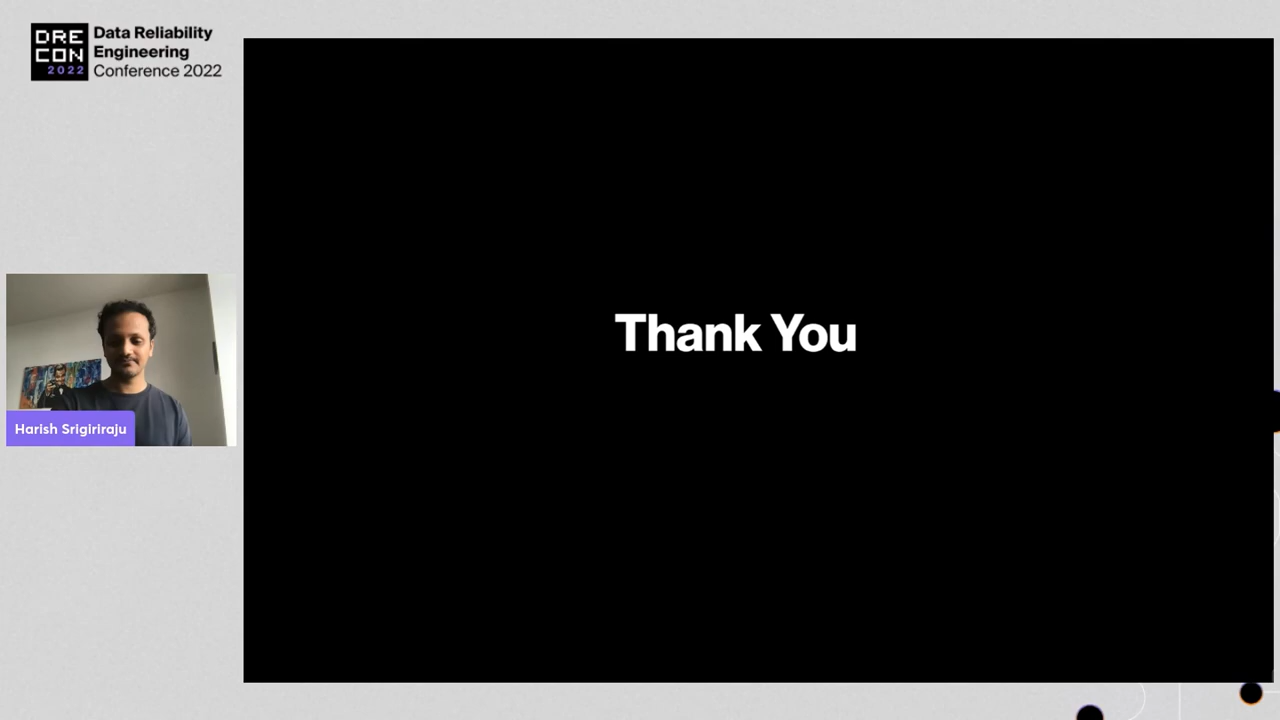 DRE
CON
2022
Data Reliability
Engineering
Conference 2022
Thank You
Harish Srigiriraju